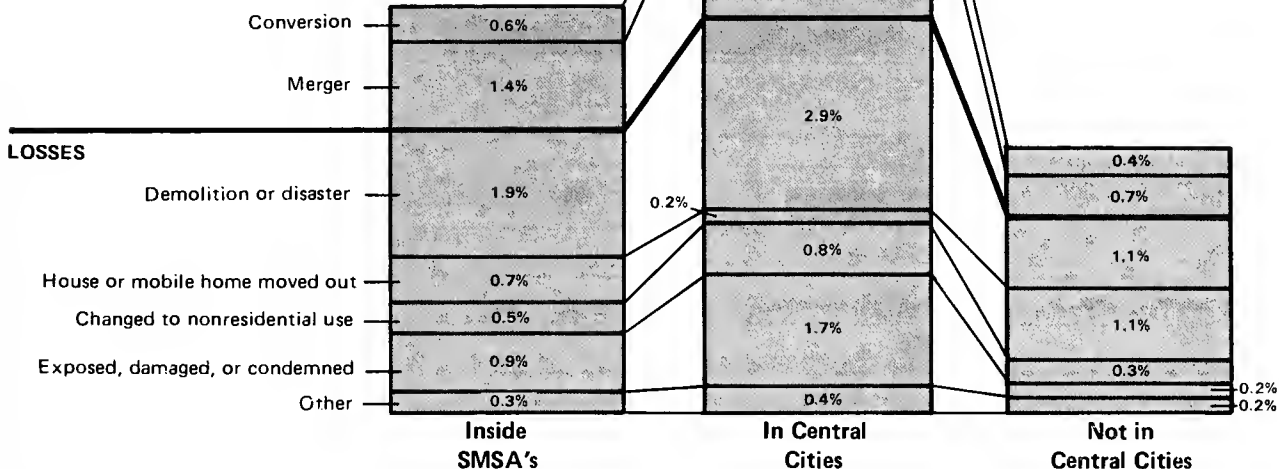 Conversion 0.6%
Merger 1.4%
2.9%
LOSSES
0.4%
0.7%
Demolition or disaster 1.9%
0.2%
0.8%
1.1%
House or mobile home moved out 0.7%
Changed to nonresidential use 0.5%
1.7%
1.1%
Exposed, damaged, or condemned 0.9%
0.3%
0.2%
Other 0.3%
0.4%
0.2%
Inside
SMSA's
In Central
Cities
Not in
Central Cities